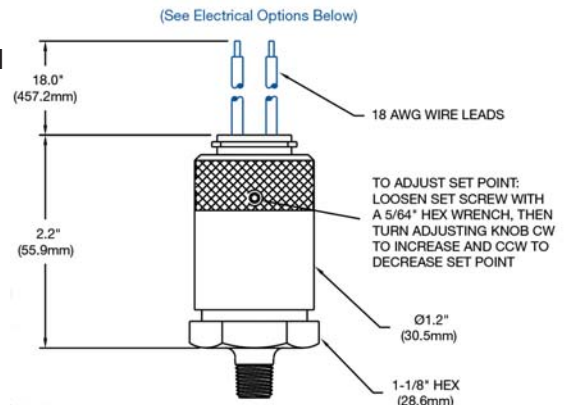 (See Electrical Options Below)
18.0"
(457.2mm)
18 AWG WIRE LEADS
TO ADJUST SET POINT:
LOOSEN SET SCREW WITH
A 5/64" HEX WRENCH, THEN
TURN ADJUSTING KNOB CW
TO INCREASE AND CCW TO
DECREASE SET POINT
2.2"
(55.9mm)
Ø1.2"
(30.5mm)
1-1/8" HEX
(28.6mm)